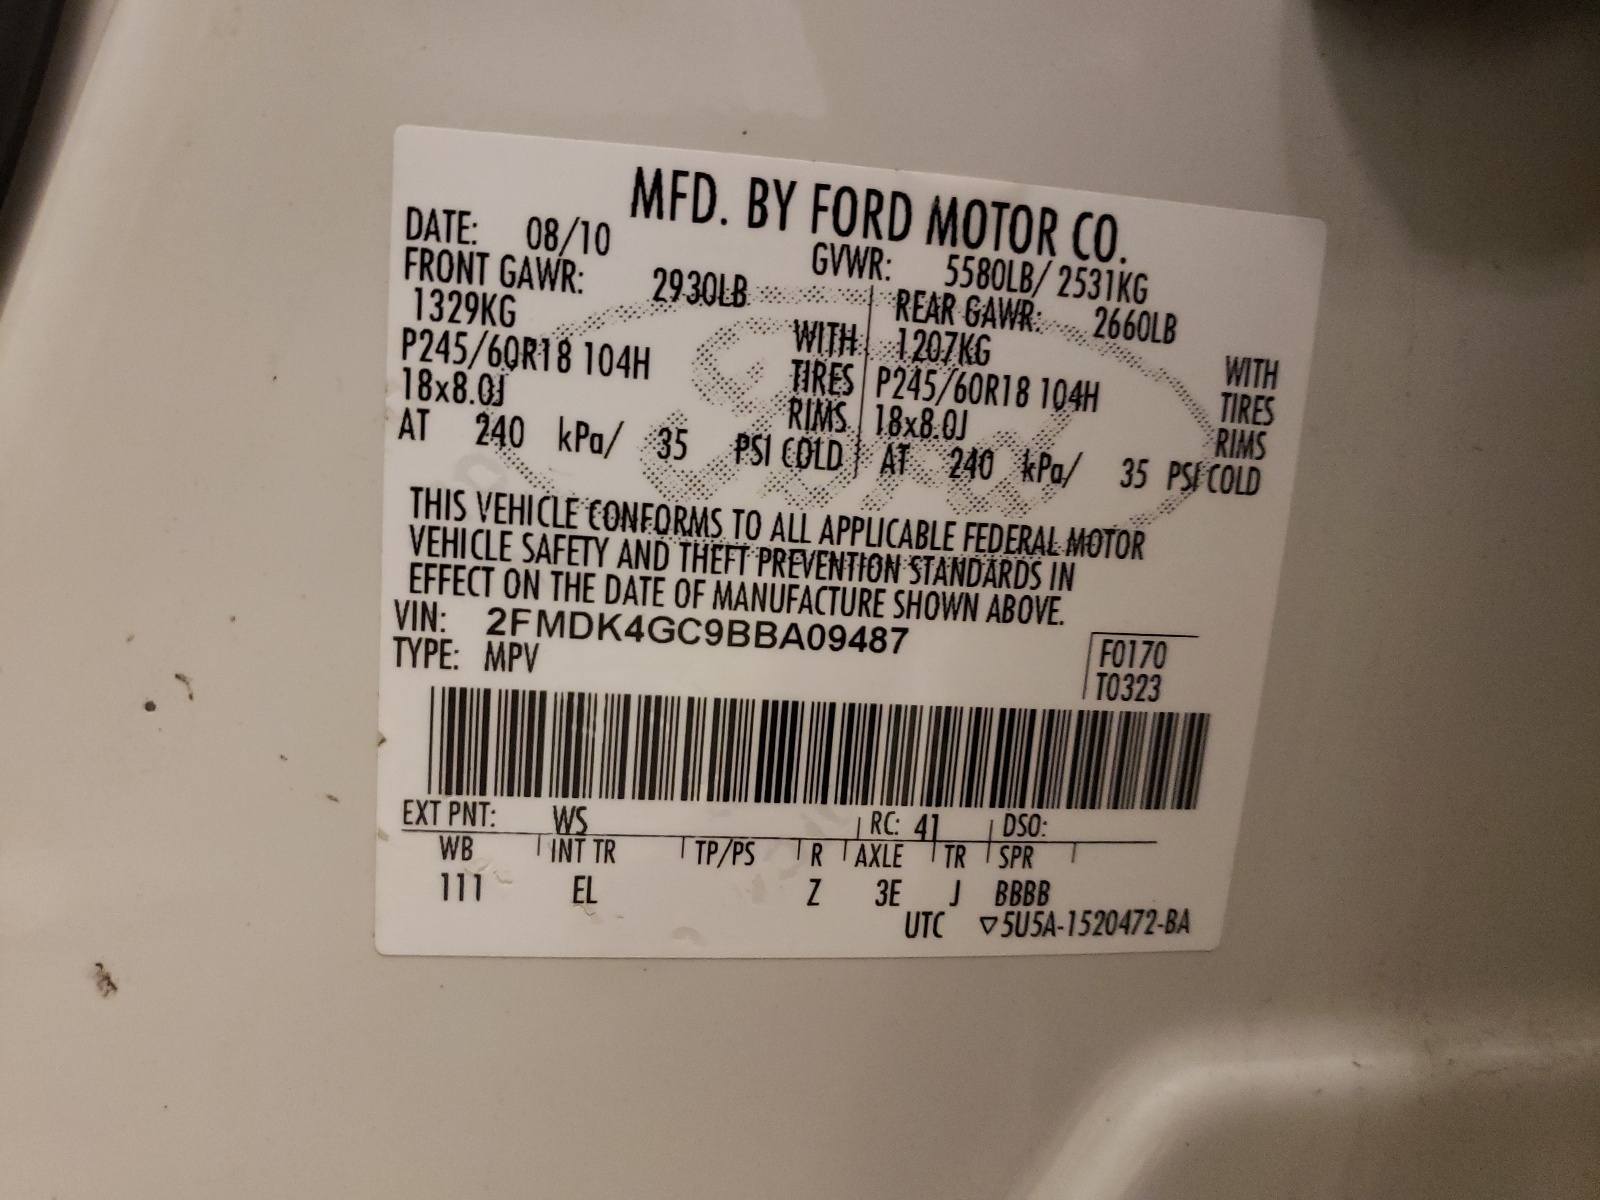 MFD. BY FORD MOTOR CO.
DATE: 08/10 GVWR: 5580LB/ 2531KG
FRONT GAWR: 2930LB REAR GAWR: 2660LB
1329KG WITH 1207KG WITH
P245/60R18 104H TIRES P245/60R18 104H TIRES
18x8.0J RIMS 18x8.0J RIMS
AT 240 kPa/ 35 PSI COLD AT 240 kPa/ 35 PSI COLD
Ford
THIS VEHICLE CONFORMS TO ALL APPLICABLE FEDERAL MOTOR
VEHICLE SAFETY AND THEFT PREVENTION STANDARDS IN
EFFECT ON THE DATE OF MANUFACTURE SHOWN ABOVE.
VIN: 2FMDK4GC9BBA09487
TYPE: MPV
F0170
T0323
EXT PNT: WS RC: 41 DSO:
WB INT TR TP/PS R AXLE TR SPR
111 EL Z 3E J BBBB
UTC ▽5U5A-1520472-BA